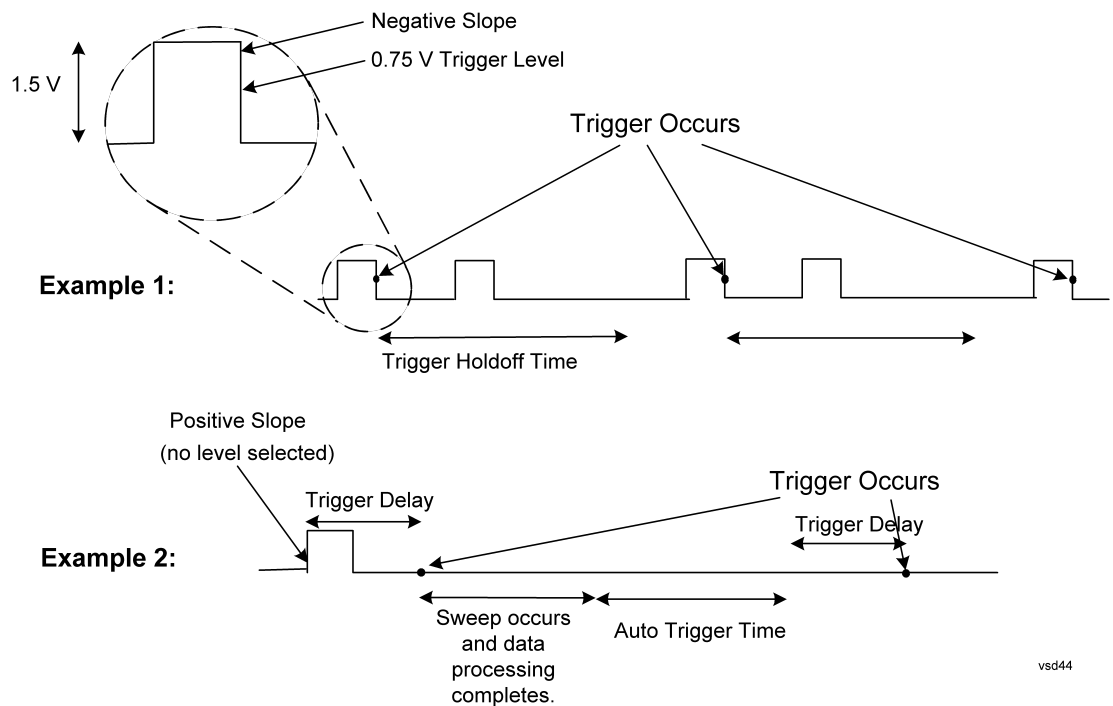 Negative Slope
0.75 V Trigger Level
1.5 V
Trigger Occurs
Example 1:
Trigger Holdoff Time
Positive Slope
(no level selected)
Trigger Delay
Trigger Occurs
Trigger Delay
Example 2:
Sweep occurs
and data
processing
completes.
Auto Trigger Time
vsd44